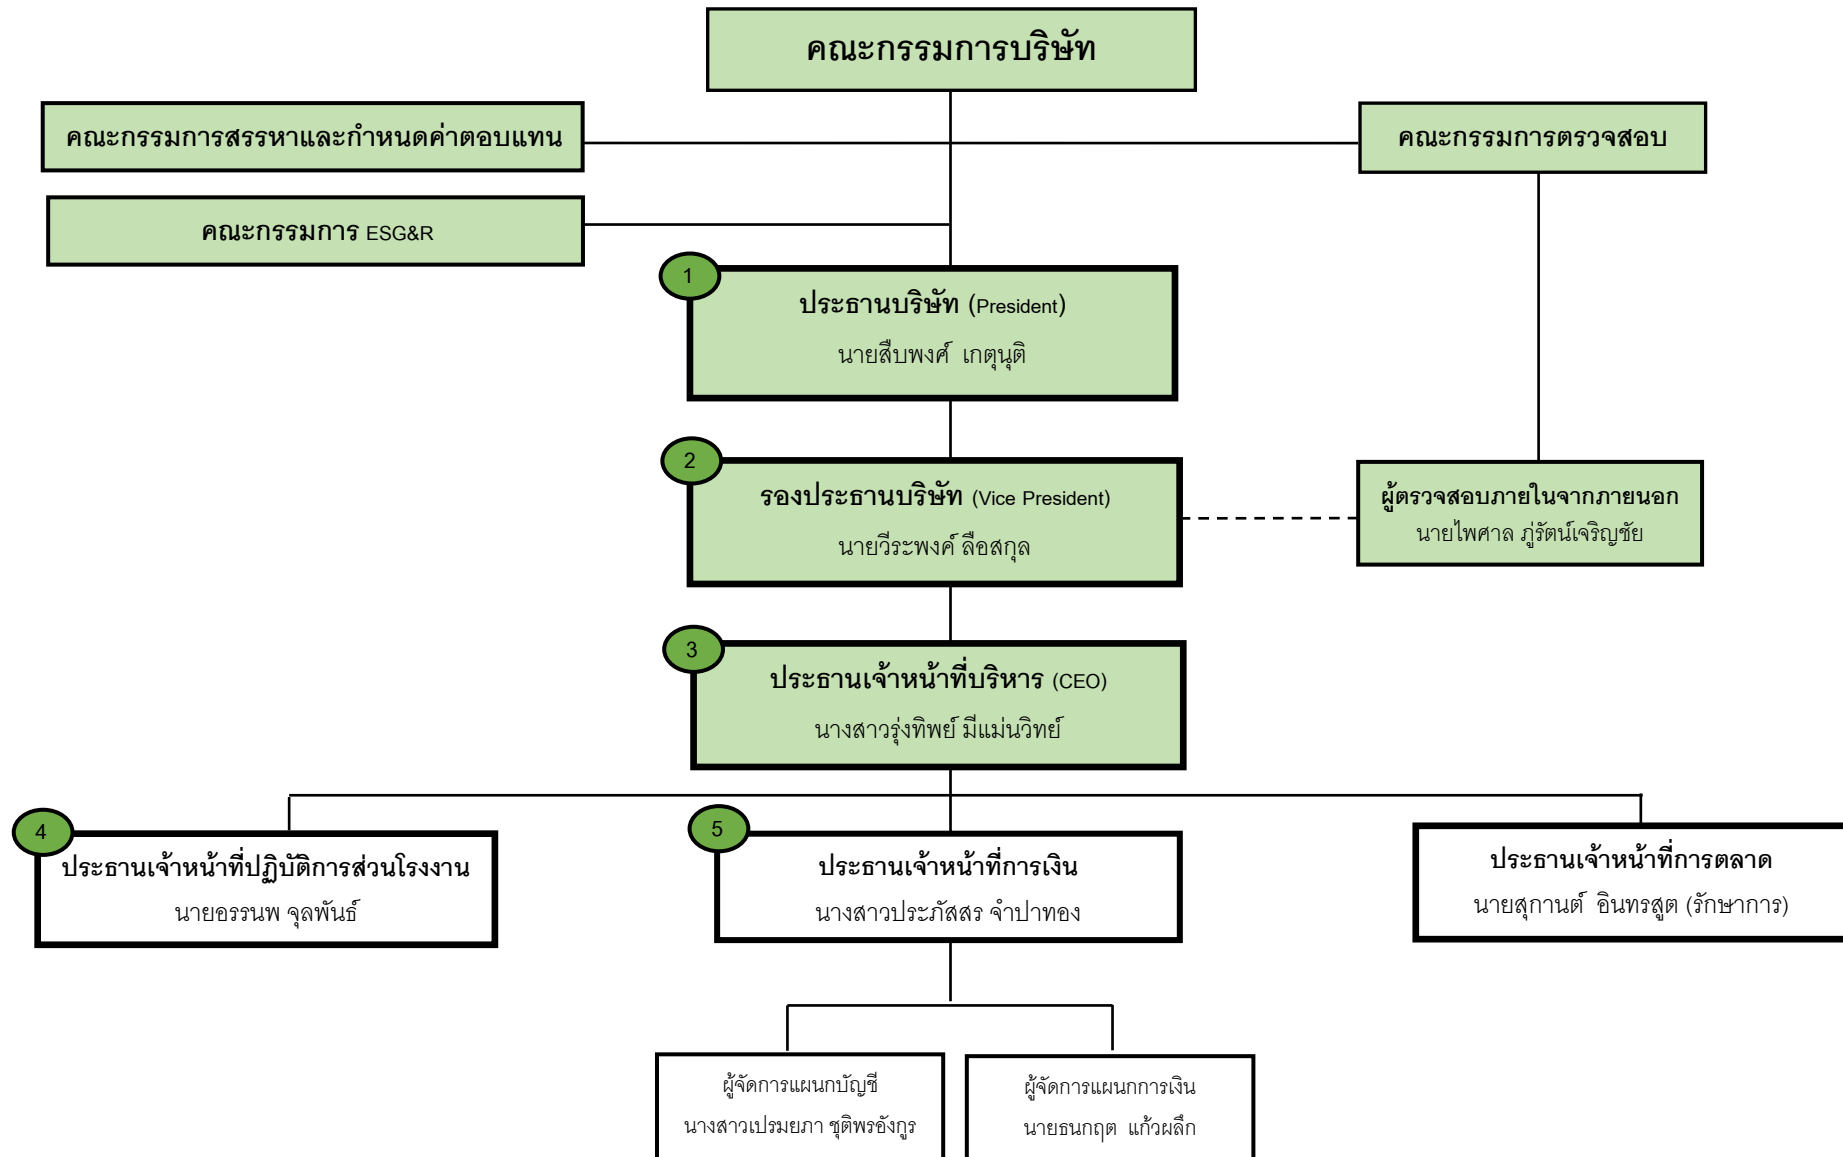 คณะกรรมการบริษัท
คณะกรรมการสรรหาและกำหนดค่าตอบแทน
คณะกรรมการตรวจสอบ
คณะกรรมการ ESG&R
1
ประธานบริษัท (President)
นายสืบพงศ์ เกตุนุติ
2
รองประธานบริษัท (Vice President)
นายวีระพงค์ ลือสกุล
ผู้ตรวจสอบภายในจากภายนอก
นายไพศาล ภู่รัตน์เจริญชัย
3
ประธานเจ้าหน้าที่บริหาร (CEO)
นางสาวรุ่งทิพย์ มีแม่นวิทย์
4
ประธานเจ้าหน้าที่ปฏิบัติการส่วนโรงงาน
นายอรรนพ จุลพันธ์
5
ประธานเจ้าหน้าที่การเงิน
นางสาวประภัสสร จำปาทอง
ประธานเจ้าหน้าที่การตลาด
นายสุกานต์ อินทรสูต (รักษาการ)
ผู้จัดการแผนกบัญชี
นางสาวเปรมยภา ชุติพรอังกูร
ผู้จัดการแผนกการเงิน
นายธนกฤต แก้วผลึก